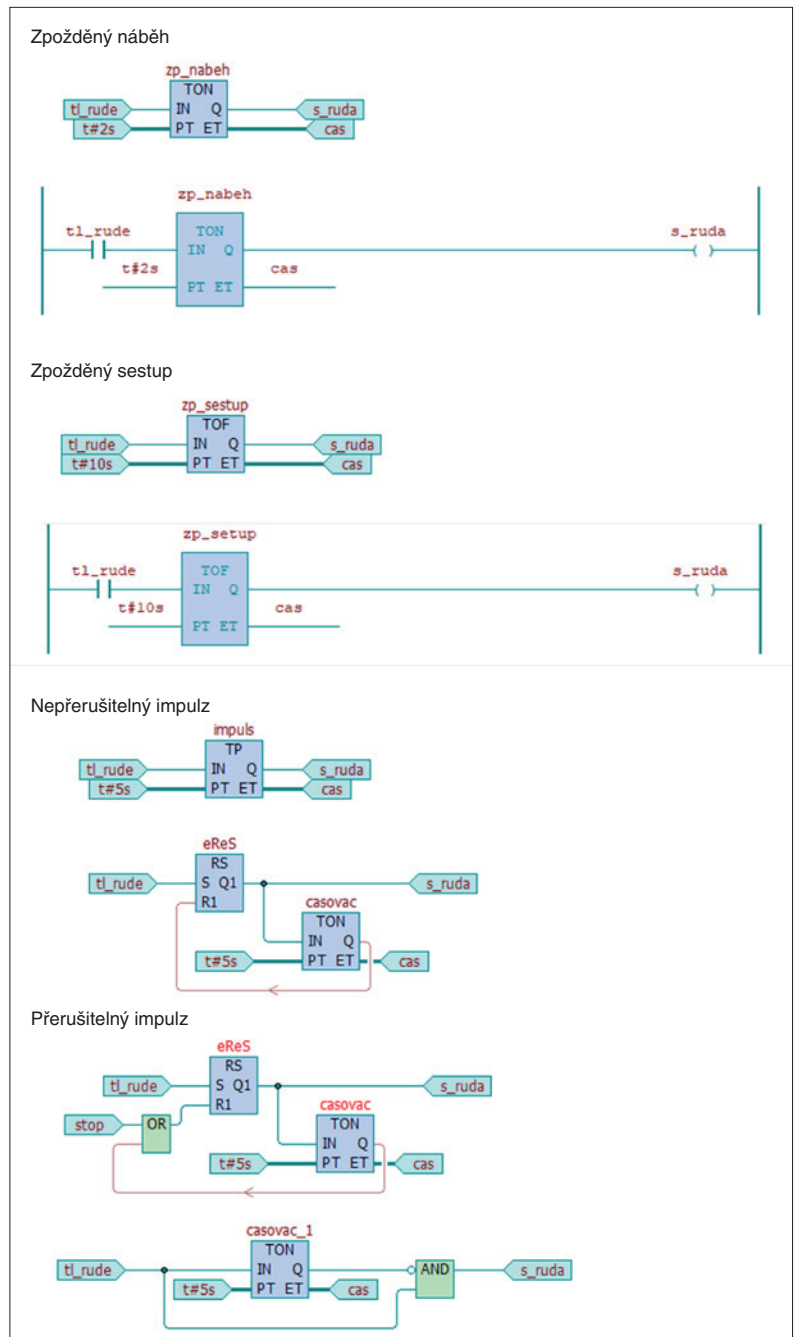 Zpožděný náběh
zp_nabeh
TON
tl_rude IN Q s_ruda
t#2s PT ET cas
zp_nabeh
tl_rude TON s_ruda
IN Q
t#2s cas
PT ET
Zpožděný sestup
zp_sestup
TOF
tl_rude IN Q s_ruda
t#10s PT ET cas
zp_setup
tl_rude TOF s_ruda
IN Q
t#10s cas
PT ET
Nepřerušitelný impulz
impuls
TP
tl_rude IN Q s_ruda
t#5s PT ET cas
eReS
RS
tl_rude S Q1 s_ruda
R1 casovac
TON
IN Q
t#5s PT ET cas
Přerušitelný impulz
eReS
RS
tl_rude S Q1 s_ruda
R1 casovac
stop OR TON
IN Q
t#5s PT ET cas
casovac_1
TON
tl_rude IN Q AND s_ruda
t#5s PT ET cas